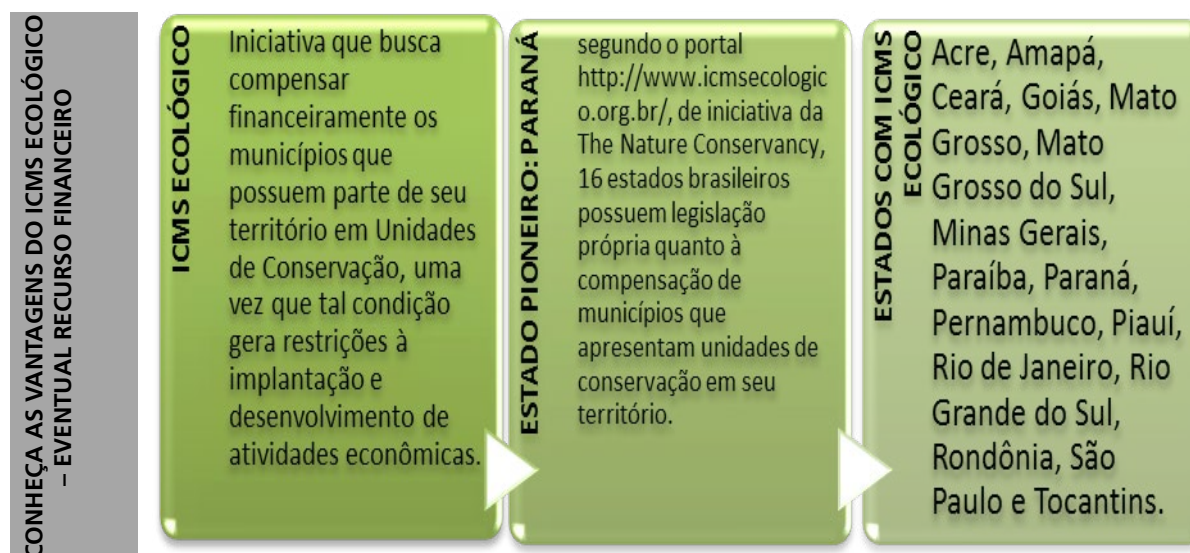 CONHEÇA AS VANTAGENS DO ICMS ECOLÓGICO
– EVENTUAL RECURSO FINANCEIRO
ICMS ECOLÓGICO
Iniciativa que busca
compensar
financeiramente os
municípios que
possuem parte de seu
território em Unidades
de Conservação, uma
vez que tal condição
gera restrições à
implantação e
desenvolvimento de
atividades econômicas.
ESTADO PIONEIRO: PARANÁ
segundo o portal
http://www.icmsecologic
o.org.br/, de iniciativa da
The Nature Conservancy,
16 estados brasileiros
possuem legislação
própria quanto à
compensação de
municípios que
apresentam unidades de
conservação em seu
território.
ESTADOS COM ICMS
ECOLÓGICO
Acre, Amapá,
Ceará, Goiás, Mato
Grosso, Mato
Grosso do Sul,
Minas Gerais,
Paraíba, Paraná,
Pernambuco, Piauí,
Rio de Janeiro, Rio
Grande do Sul,
Rondônia, São
Paulo e Tocantins.